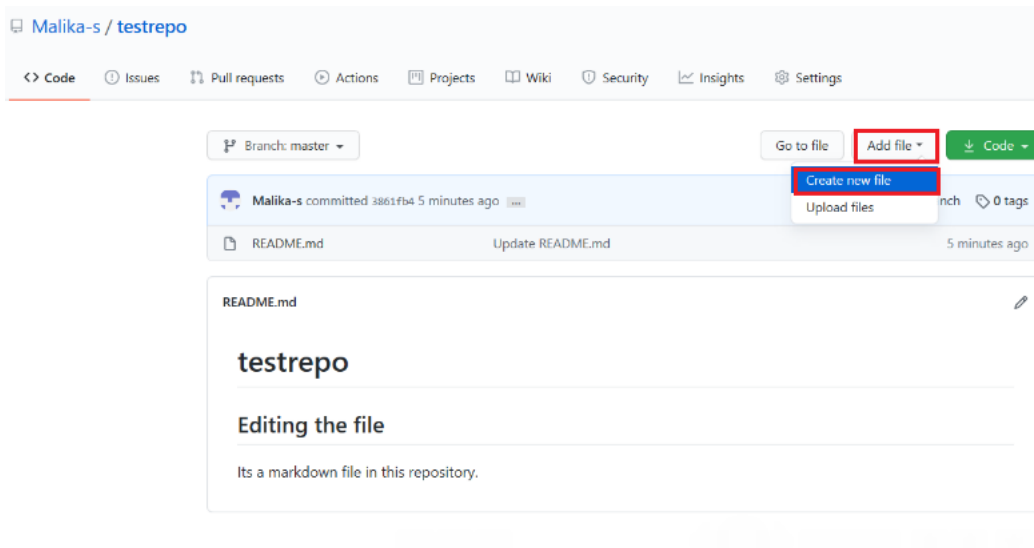 Malika-s / testrepo
Code Issues Pull requests Actions Projects Wiki Security Insights Settings
Branch: master Go to file Add file Code
Create new file
Malika-s committed 3861fb4 5 minutes ago ... nch 0 tags
Upload files
README.md Update README.md 5 minutes ago
README.md
testrepo
Editing the file
Its a markdown file in this repository.